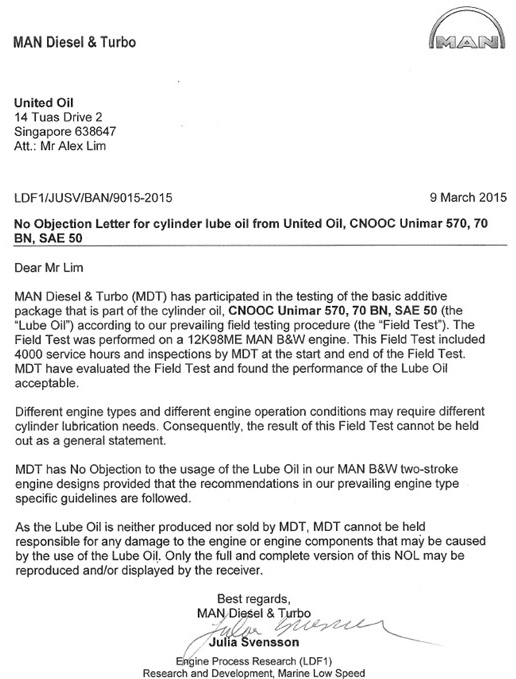 MAN Diesel & Turbo
MAN
United Oil
14 Tuas Drive 2
Singapore 638647
Att.: Mr Alex Lim
LDF1/JUSV/BAN/9015-2015 9 March 2015
No Objection Letter for cylinder lube oil from United Oil, CNOOC Unimar 570, 70
BN, SAE 50
Dear Mr Lim
MAN Diesel & Turbo (MDT) has participated in the testing of the basic additive
package that is part of the cylinder oil, CNOOC Unimar 570, 70 BN, SAE 50 (the
“Lube Oil”) according to our prevailing field testing procedure (the “Field Test”). The
Field Test was performed on a 12K98ME MAN B&W engine. This Field Test included
4000 service hours and inspections by MDT at the start and end of the Field Test.
MDT have evaluated the Field Test and found the performance of the Lube Oil
acceptable.
Different engine types and different engine operation conditions may require different
cylinder lubrication needs. Consequently, the result of this Field Test cannot be held
out as a general statement.
MDT has No Objection to the usage of the Lube Oil in our MAN B&W two-stroke
engine designs provided that the recommendations in our prevailing engine type
specific guidelines are followed.
As the Lube Oil is neither produced nor sold by MDT, MDT cannot be held
responsible for any damage to the engine or engine components that may be caused
by the use of the Lube Oil. Only the full and complete version of this NOL may be
reproduced and/or displayed by the receiver.
Best regards,
MAN Diesel & Turbo
Julia Svensson
Julia Svensson
Engine Process Research (LDF1)
Research and Development, Marine Low Speed